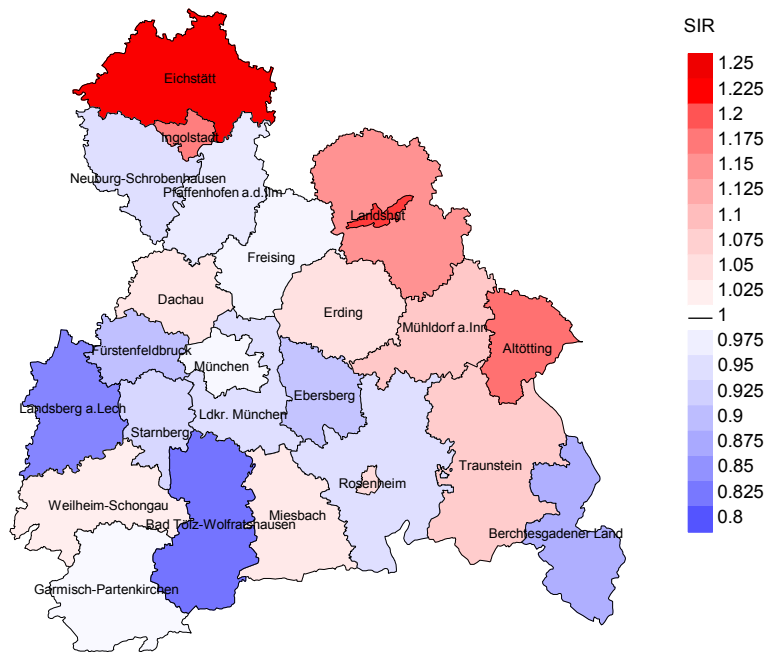 SIR
1.25
1.225
1.2
1.175
1.15
1.125
1.1
1.075
1.05
1.025
1
0.975
0.95
0.925
0.9
0.875
0.85
0.825
0.8
Eichstätt
Ingolstadt
Neuburg-Schrobenhausen
Pfaffenhofen a.d.Ilm
Landshut
Freising
Dachau
Erding
Mühldorf a.Inn
Altötting
Fürstenfeldbruck
München
Ebersberg
Landsberg a.Lech
Ldkr. München
Starnberg
Traunstein
Rosenheim
Weilheim-Schongau
Miesbach
Bad Tölz-Wolfratshausen
Berchtesgadener Land
Garmisch-Partenkirchen